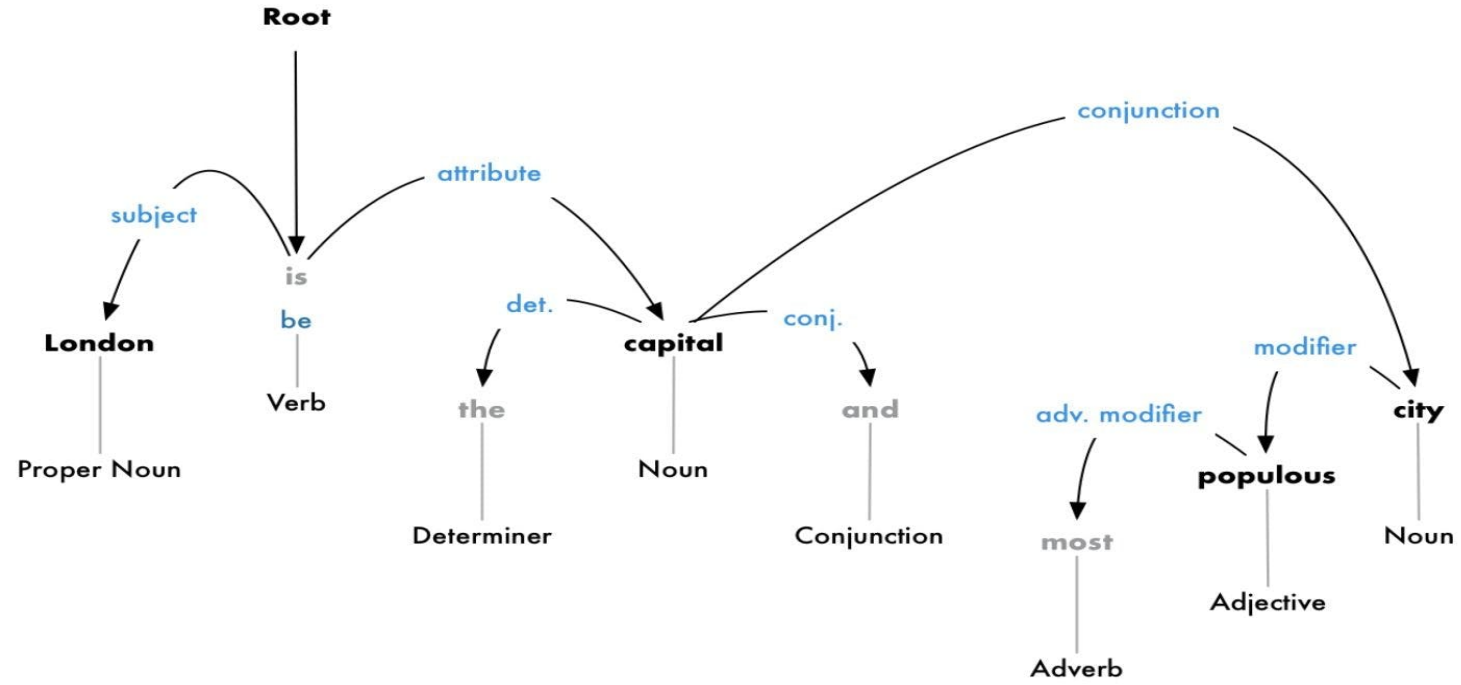 Root
conjunction
attribute
subject
is
det.
be
conj.
London
capital
modifier
Verb
the
and
adv. modifier
city
Proper Noun
Noun
populous
Determiner
Conjunction
most
Noun
Adjective
Adverb